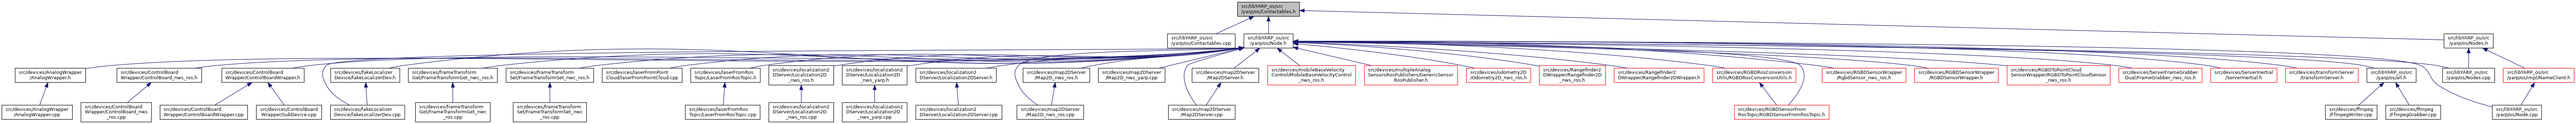 src/libYARP_os/src
/yarp/os/Contactables.h
src/libYARP_os/src
/yarp/os/Contactables.cpp
src/libYARP_os/src
/yarp/os/Node.h
src/libYARP_os/src
/yarp/os/Nodes.h
src/devices/AnalogWrapper
/AnalogWrapper.h
src/devices/ControlBoard
Wrapper/ControlBoard_nws_ros.h
src/devices/ControlBoard
Wrapper/ControlBoardWrapper.h
src/devices/fakeLocalizer
Device/fakeLocalizerDev.h
src/devices/frameTransform
Get/FrameTransformGet_nwc_ros.h
src/devices/frameTransform
Set/FrameTransformSet_nwc_ros.h
src/devices/laserFromPoint
Cloud/laserFromPointCloud.cpp
src/devices/laserFromRos
Topic/LaserFromRosTopic.h
src/devices/localization2
DServer/Localization2D
_nws_ros.h
src/devices/localization2
DServer/Localization2D
_nws_yarp.h
src/devices/localization2
DServer/Localization2DServer.h
src/devices/map2DServer
/Map2D_nws_ros.h
src/devices/map2DServer
/Map2D_nws_yarp.cpp
src/devices/map2DServer
/Map2DServer.h
src/devices/mobileBaseVelocity
Control/MobileBaseVelocityControl
_nws_ros.h
src/devices/multipleAnalog
SensorsRosPublishers/GenericSensor
RosPublisher.h
src/devices/odometry2D
/Odometry2D_nws_ros.h
src/devices/Rangefinder2
DWrapper/Rangefinder2D
_nws_ros.h
src/devices/Rangefinder2
DWrapper/Rangefinder2DWrapper.h
src/devices/RGBDRosConversion
Utils/RGBDRosConversionUtils.h
src/devices/RGBDSensorWrapper
/RgbdSensor_nws_ros.h
src/devices/RGBDSensorWrapper
/RGBDSensorWrapper.h
src/devices/RGBDToPointCloud
SensorWrapper/RGBDToPointCloudSensor
_nws_ros.h
src/devices/ServerFrameGrabber
Dual/FrameGrabber_nws_ros.h
src/devices/ServerInertial
/ServerInertial.h
src/devices/transformServer
/transformServer.h
src/libYARP_os/src
/yarp/os/all.h
src/libYARP_os/src
/yarp/os/Nodes.cpp
src/libYARP_os/src
/yarp/os/impl/NameClient.h
src/devices/AnalogWrapper
/AnalogWrapper.cpp
src/devices/ControlBoard
Wrapper/ControlBoard_nws
_ros.cpp
src/devices/ControlBoard
Wrapper/ControlBoardWrapper.cpp
src/devices/ControlBoard
Wrapper/SubDevice.cpp
src/devices/fakeLocalizer
Device/fakeLocalizerDev.cpp
src/devices/frameTransform
Get/FrameTransformGet_nwc
_ros.cpp
src/devices/frameTransform
Set/FrameTransformSet_nwc
_ros.cpp
src/devices/laserFromRos
Topic/LaserFromRosTopic.cpp
src/devices/localization2
DServer/Localization2D
_nws_ros.cpp
src/devices/localization2
DServer/Localization2D
_nws_yarp.cpp
src/devices/localization2
DServer/Localization2DServer.cpp
src/devices/map2DServer
/Map2D_nws_ros.cpp
src/devices/map2DServer
/Map2DServer.cpp
src/devices/RGBDSensorFrom
RosTopic/RGBDSensorFromRosTopic.h
src/devices/ffmpeg
/FfmpegWriter.cpp
src/devices/ffmpeg
/FfmpegGrabber.cpp
src/libYARP_os/src
/yarp/os/Node.cpp